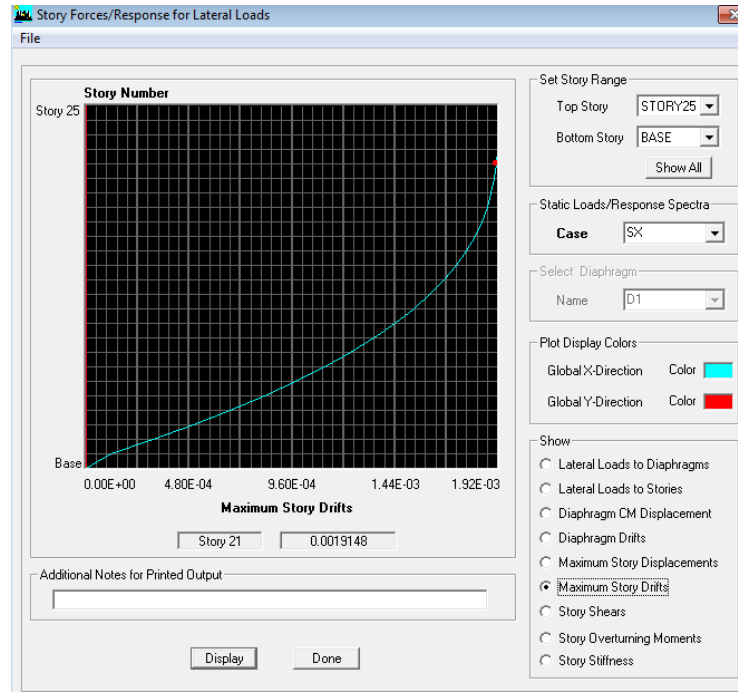 Story Forces/Response for Lateral Loads
File
Story Number
Story 25
Base
0.00E+00 4.80E-04 9.60E-04 1.44E-03 1.92E-03
Maximum Story Drifts
Story 21 0.0019148
Additional Notes for Printed Output
Display Done
Set Story Range
Top Story STORY25
Bottom Story BASE
Show All
Static Loads/Response Spectra
Case SX
Select Diaphragm
Name D1
Plot Display Colors
Global X-Direction Color
Global Y-Direction Color
Show
Lateral Loads to Diaphragms
Lateral Loads to Stories
Diaphragm CM Displacement
Diaphragm Drifts
Maximum Story Displacements
Maximum Story Drifts
Story Shears
Story Overturning Moments
Story Stiffness